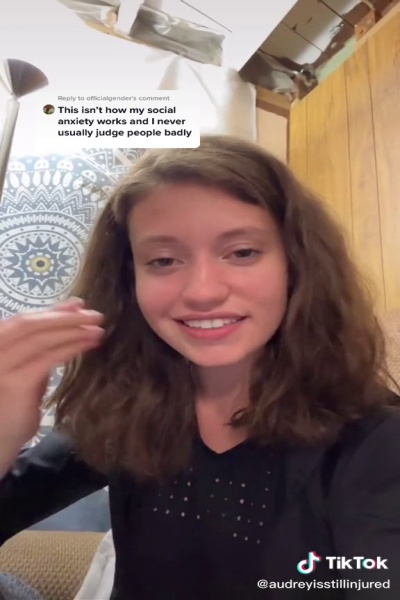 Reply to officialgender's comment
This isn't how my social
anxiety works and I never
usually judge people badly
TikTok
@audreyisstillinjured